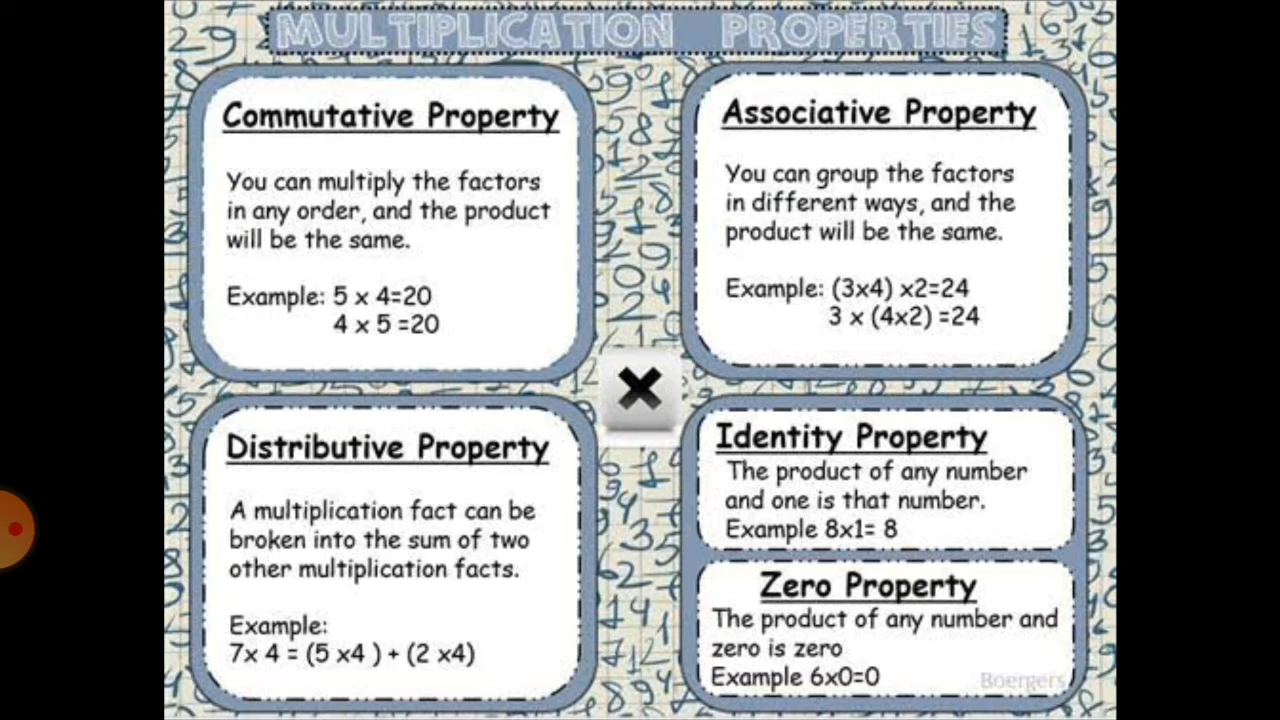 MULTIPLICATION PROPERTIES
Commutative Property
You can multiply the factors
in any order, and the product
will be the same.
Example: 5 x 4=20
4 x 5 =20
Associative Property
You can group the factors
in different ways, and the
product will be the same.
Example: (3x4) x2=24
3 x (4x2) =24
Distributive Property
A multiplication fact can be
broken into the sum of two
other multiplication facts.
Example:
7x 4 = (5 x4 ) + (2 x4)
Identity Property
The product of any number
and one is that number.
Example 8x1= 8
Zero Property
The product of any number and
zero is zero
Example 6x0=0
Boergers